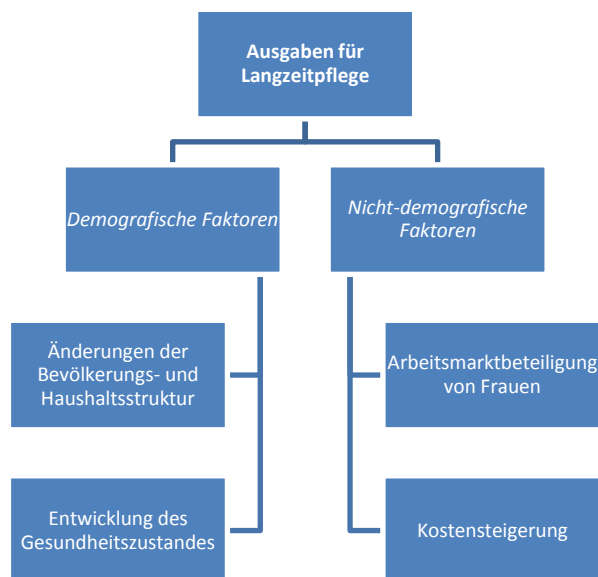 Ausgaben für
Langzeitpflege
Demografische Faktoren
Nicht-demografische
Faktoren
Änderungen der
Bevölkerungs- und
Haushaltsstruktur
Arbeitsmarktbeteiligung
von Frauen
Entwicklung des
Gesundheitszustandes
Kostensteigerung